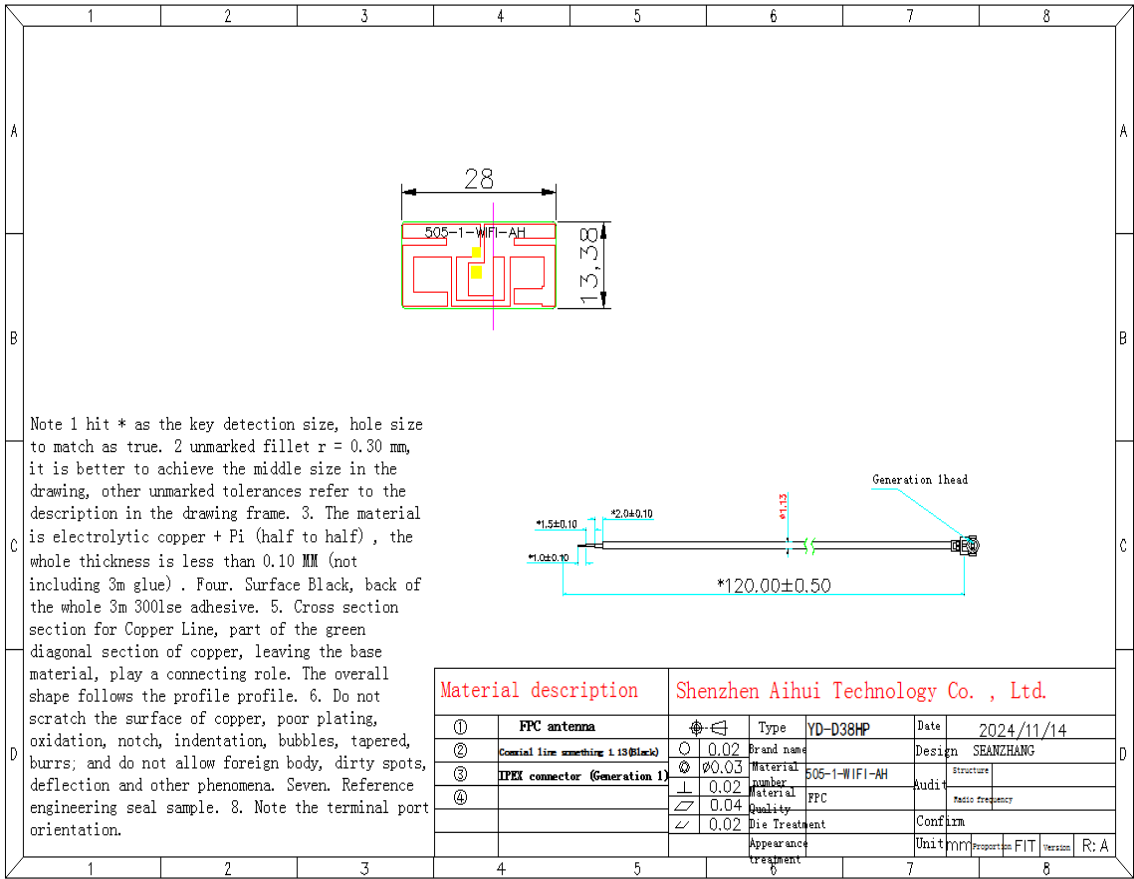 1 2 3 4 5 6 7 8
A A
28
505-1-WIFI-AH
13,38
B B
Note 1 hit * as the key detection size, hole size
to match as true. 2 unmarked fillet r = 0.30 mm,
it is better to achieve the middle size in the
drawing, other unmarked tolerances refer to the
description in the drawing frame. 3. The material
is electrolytic copper + Pi (half to half) , the
whole thickness is less than 0.10 MM (not
including 3m glue) . Four. Surface Black, back of
the whole 3m 300lse adhesive. 5. Cross section
section for Copper Line, part of the green
diagonal section of copper, leaving the base
material, play a connecting role. The overall
shape follows the profile profile. 6. Do not
scratch the surface of copper, poor plating,
oxidation, notch, indentation, bubbles, tapered,
burrs; and do not allow foreign body, dirty spots,
deflection and other phenomena. Seven. Reference
engineering seal sample. 8. Note the terminal port
orientation.
Generation 1head
ø1.13
*2.0±0.10
*1.5±0.10
*1.0±0.10
*120.00±0.50
C C
Material description
① FPC antenna
② Coaxial line something 1.13(Black)
③ IPEX connector (Generation 1)
④
Shenzhen Aihui Technology Co. , Ltd.
Type YD-D38HP Date 2024/11/14
0.02 Brand name Design SEANZHANG
ø0.03 Material number 505-1-WIFI-AH Audit Structure
0.02
0.04 Material Quality FPC Radio frequency
0.02 Die Treatment Confirm
Appearance treatment Unit mm Proportion FIT Version R:A
D D
1 2 3 4 5 6 7 8